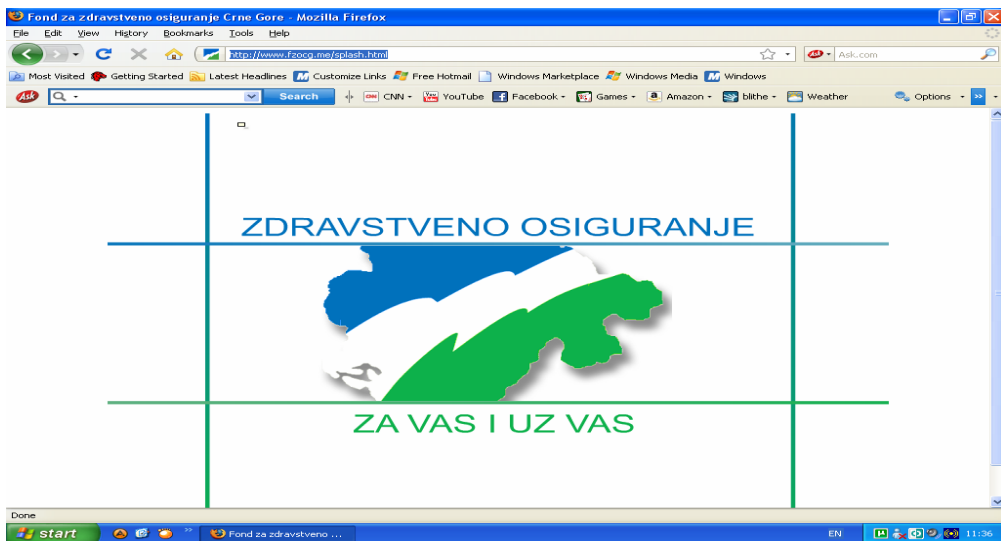 Fond za zdravstveno osiguranje Crne Gore - Mozilla Firefox
File Edit View History Bookmarks Tools Help
http://www.fzocg.me/splash.html Ask.com
Most Visited Getting Started Latest Headlines Customize Links Free Hotmail Windows Marketplace Windows Media Windows
Ask Search CNN YouTube Facebook Games Amazon blithe Weather Options
ZDRAVSTVENO OSIGURANJE
ZA VAS I UZ VAS
Done
start Fond za zdravstveno ... EN 11:36